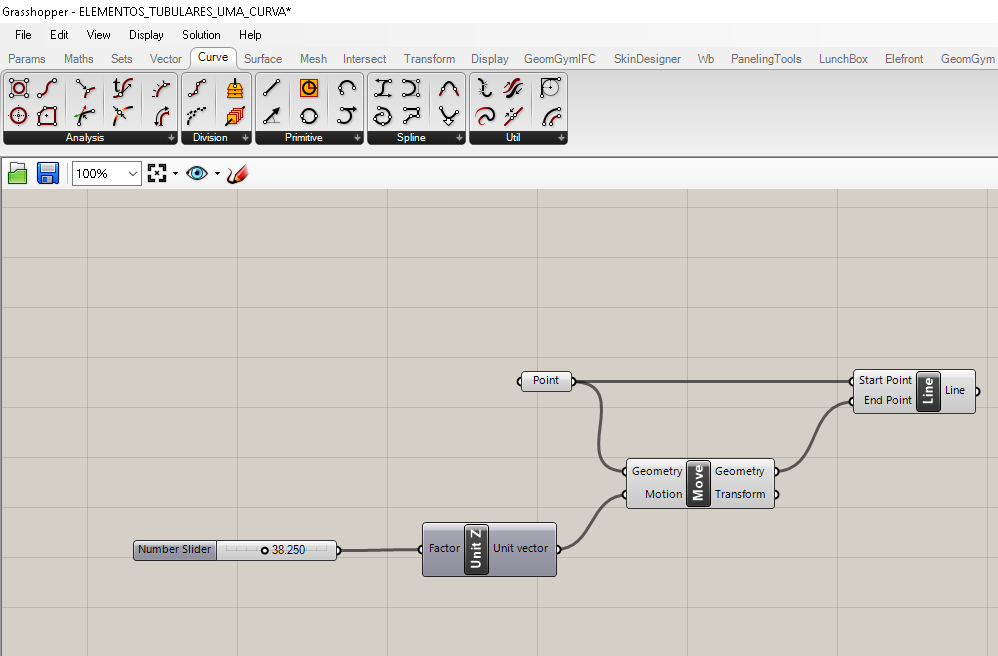 Grasshopper - ELEMENTOS_TUBULARES_UMA_CURVA*
File Edit View Display Solution Help
Params Maths Sets Vector Curve Surface Mesh Intersect Transform Display GeomGymIFC SkinDesigner Wb PanelingTools LunchBox Elefront GeomGym
Analysis Division Primitive Spline Util
100%
Point
Start Point
End Point
Line
Line
Geometry
Motion
Move
Geometry
Transform
Number Slider 38.250
Factor
Unit Z
Unit vector